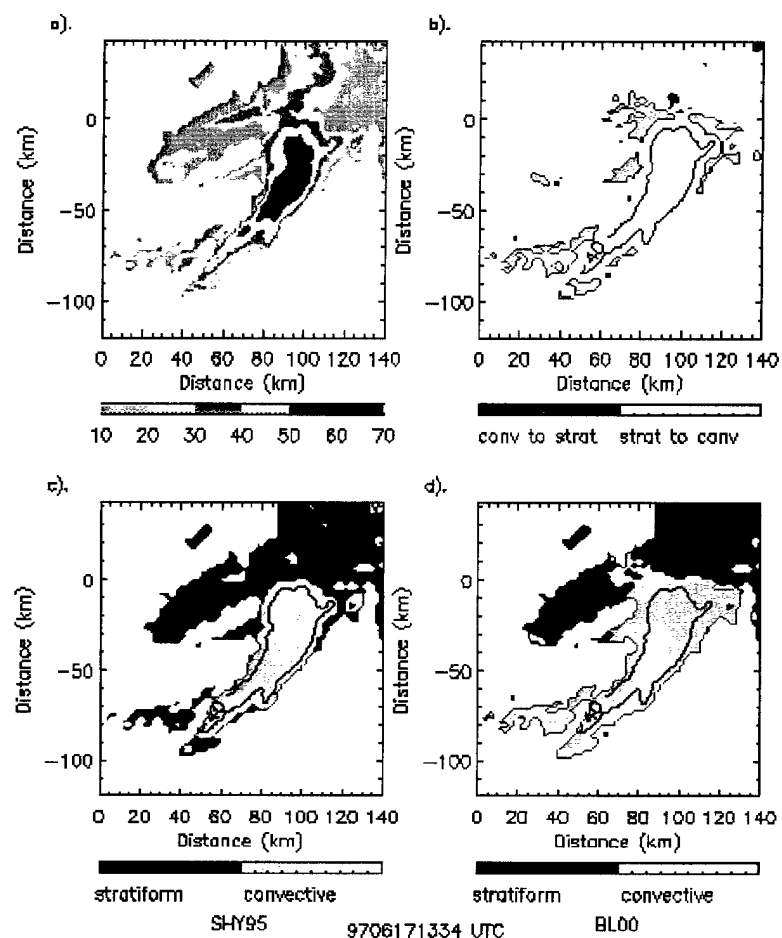 a).
b).
0
−50
−100
Distance (km)
0 20 40 60 80 100 120 140
Distance (km)
0
−50
−100
Distance (km)
0 20 40 60 80 100 120 140
Distance (km)
10 20 30 40 50 60 70
conv to strat strat to conv
c).
d).
0
−50
−100
Distance (km)
0 20 40 60 80 100 120 140
Distance (km)
0
−50
−100
Distance (km)
0 20 40 60 80 100 120 140
Distance (km)
stratiform convective
SHY95
stratiform convective
BL00
9706171334 UTC